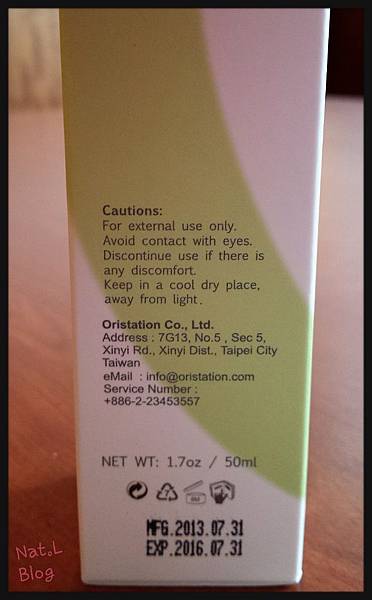 Cautions:
For external use only.
Avoid contact with eyes.
Discontinue use if there is
any discomfort.
Keep in a cool dry place,
away from light.
Oristation Co., Ltd.
Address : 7G13, No.5 , Sec 5,
Xinyi Rd., Xinyi Dist., Taipei City
Taiwan
eMail : info@oristation.com
Service Number :
+886-2-23453557
NET WT: 1.7oz / 50ml
MFG.2013.07.31
EXP.2016.07.31
Nat.L
Blog